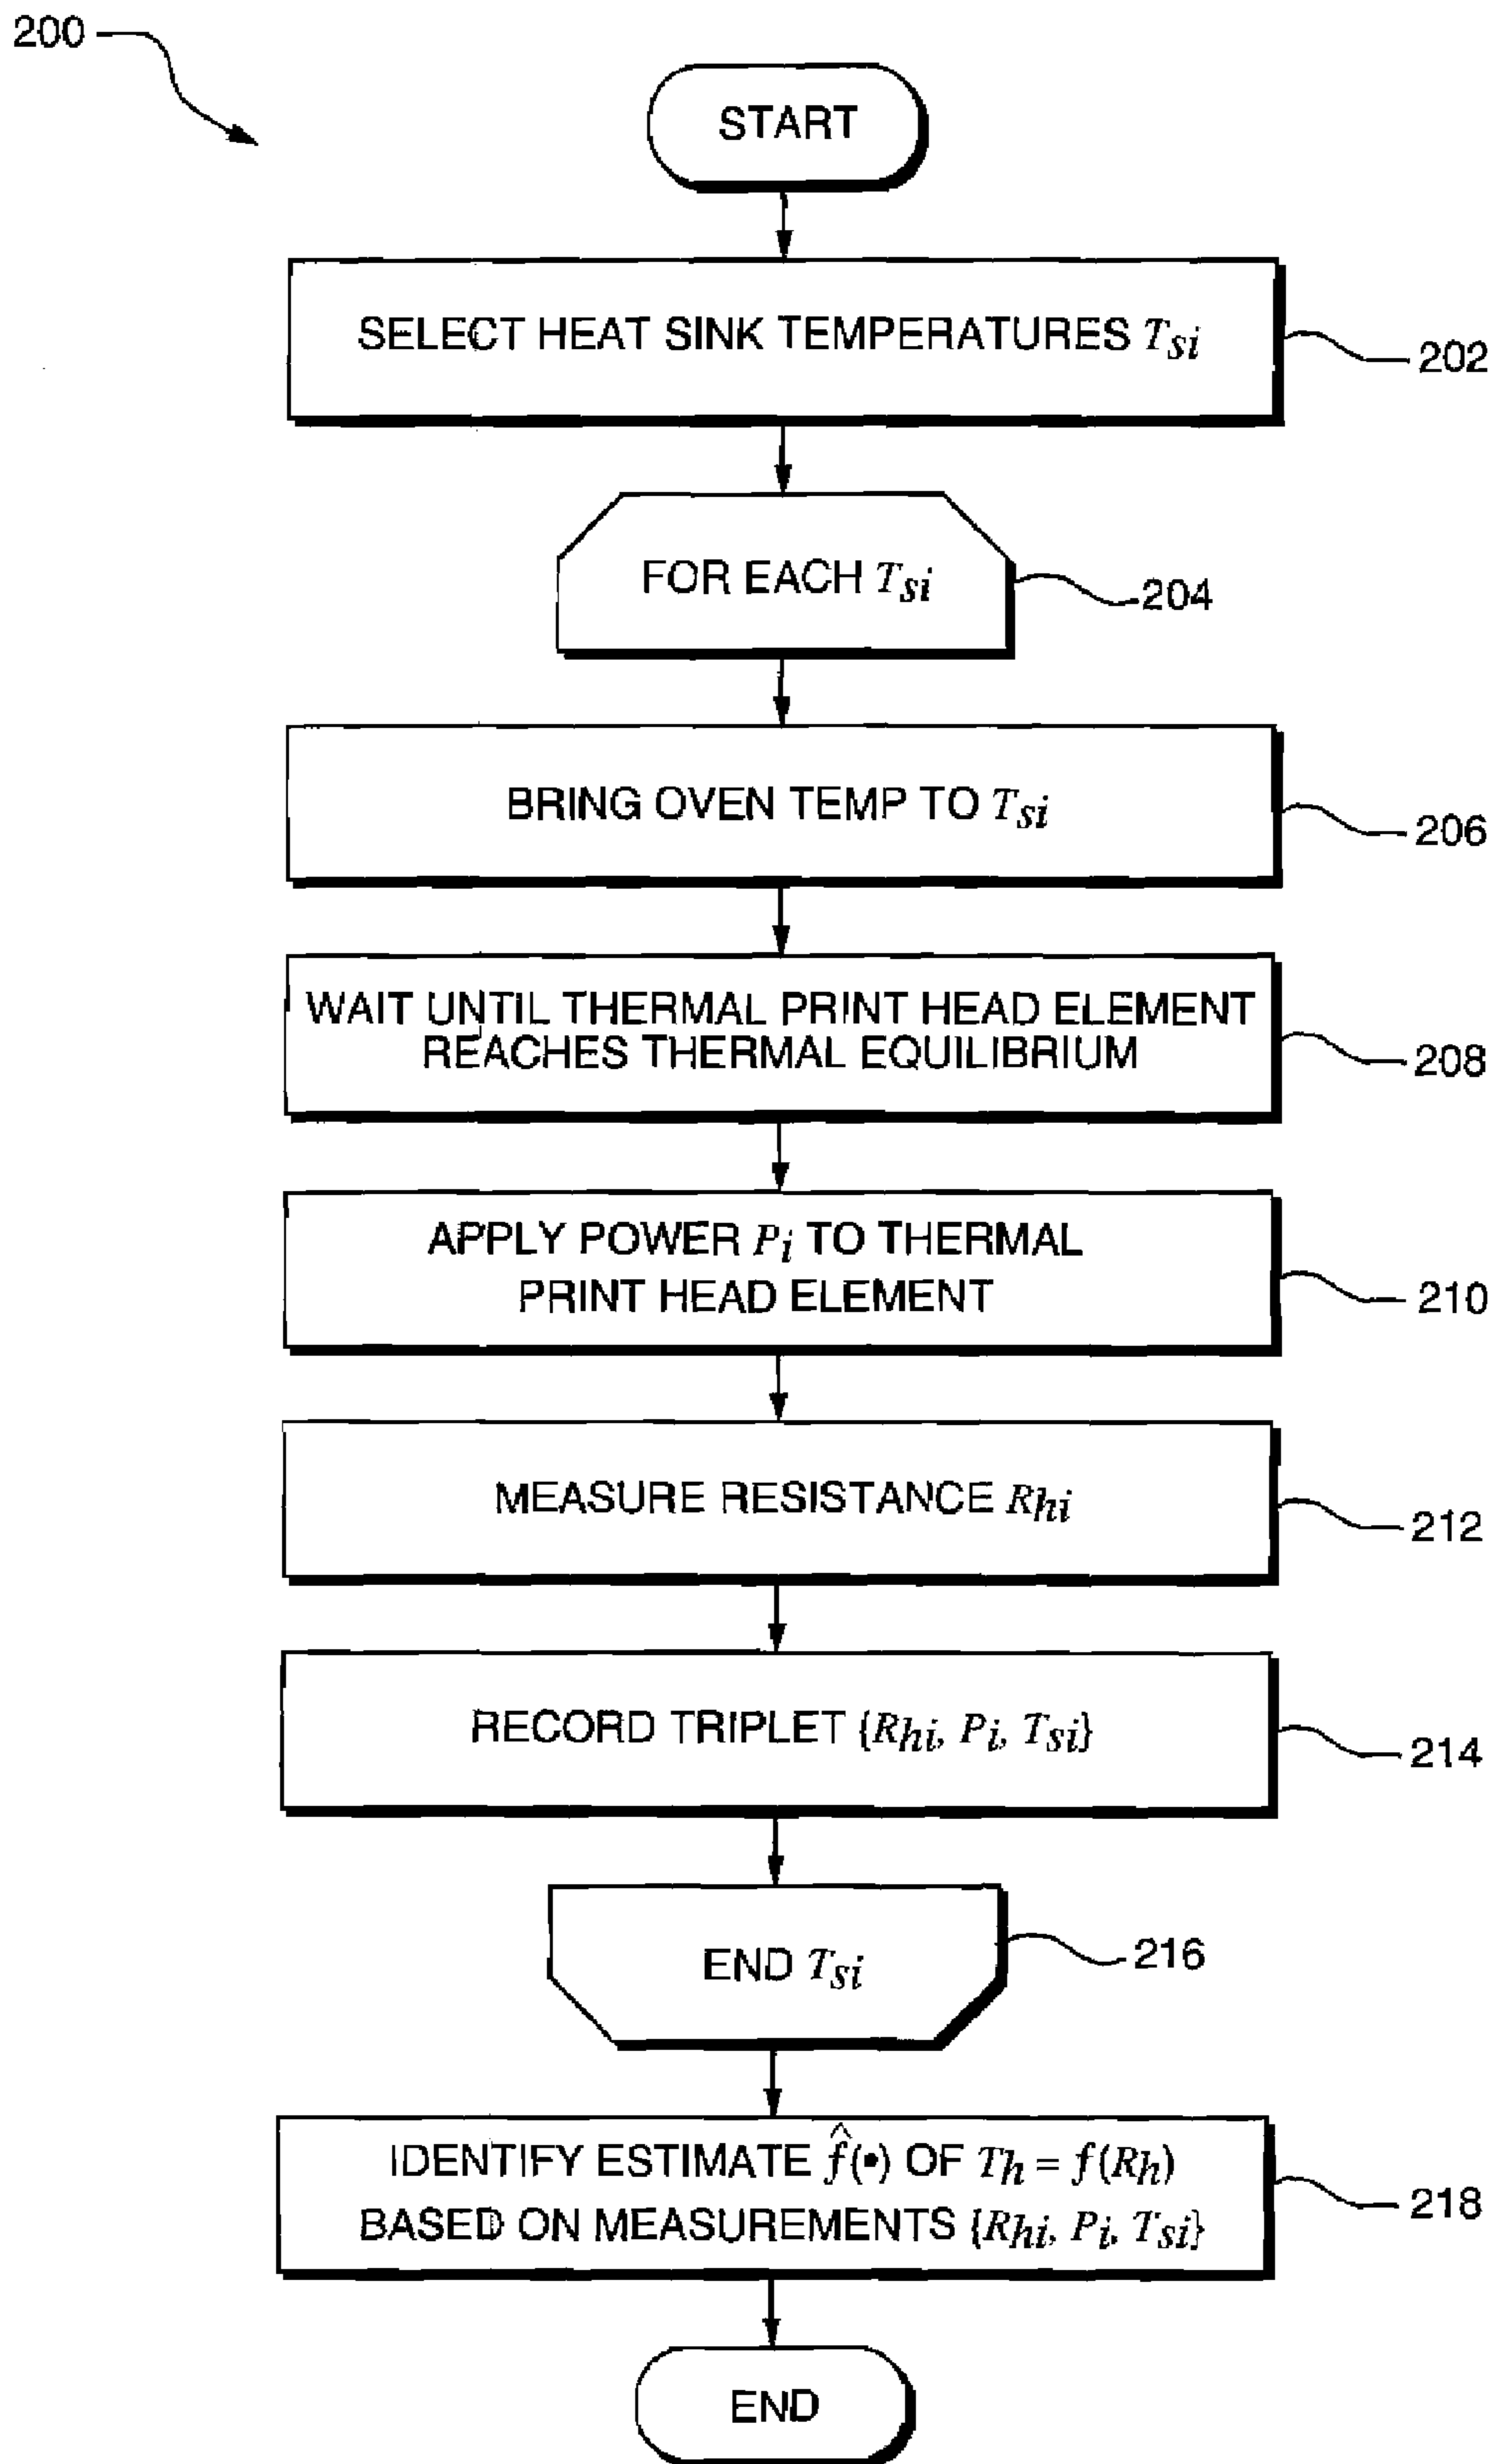 200
START
SELECT HEAT SINK TEMPERATURES Tsi
202
FOR EACH Tsi
204
BRING OVEN TEMP TO Tsi
206
WAIT UNTIL THERMAL PRINT HEAD ELEMENT
REACHES THERMAL EQUILIBRIUM
208
APPLY POWER Pi TO THERMAL
PRINT HEAD ELEMENT
210
MEASURE RESISTANCE Rhi
212
RECORD TRIPLET {Rhi, Pi, Tsi}
214
END Tsi
216
IDENTIFY ESTIMATE f̂(•) OF Th = f(Rh)
BASED ON MEASUREMENTS {Rhi, Pi, Tsi}
218
END